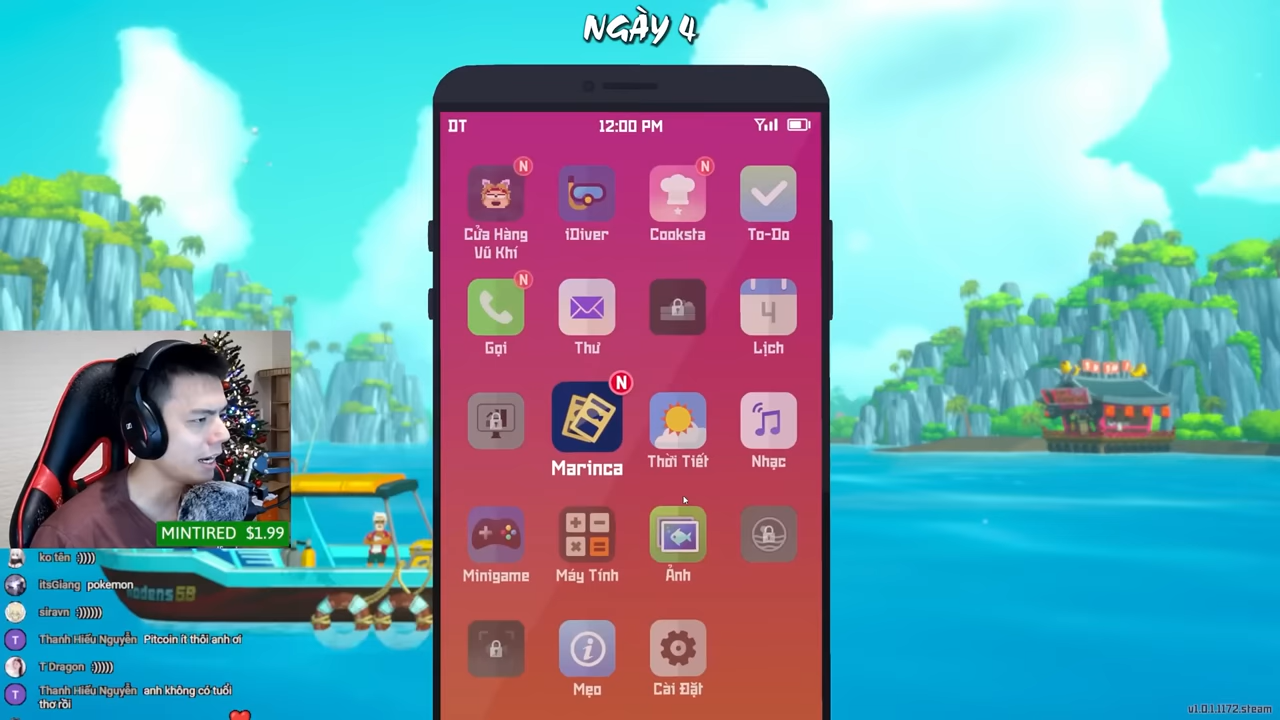 NGÀY 4
DT
12:00 PM
N
N
Cửa Hàng
Vũ Khí
iDiver
Cooksta
To-Do
N
4
Gọi
Thư
Lịch
N
Marinca
Thời Tiết
Nhạc
Minigame
Máy Tính
Ảnh
Mẹo
Cài Đặt
MINTIRED $1.99
ko tên :))))
itsGiang pokemon
siravn :))))))
T Thanh Hiếu Nguyễn Pitcoin ít thôi anh ơi
T Dragon :)))))
T Thanh Hiếu Nguyễn anh không có tuổi
thơ rồi
v1.0.1.1172.steam